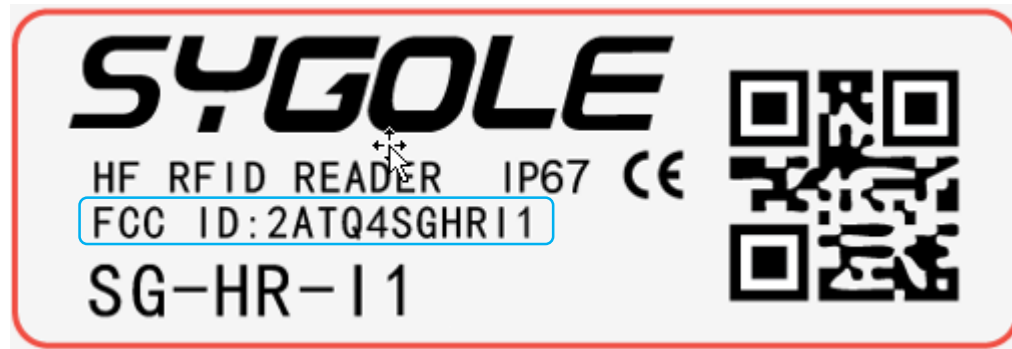 SYGOLE
HF RFID READER IP67 CE
FCC ID:2ATQ4SGHRI1
SG-HR-I1